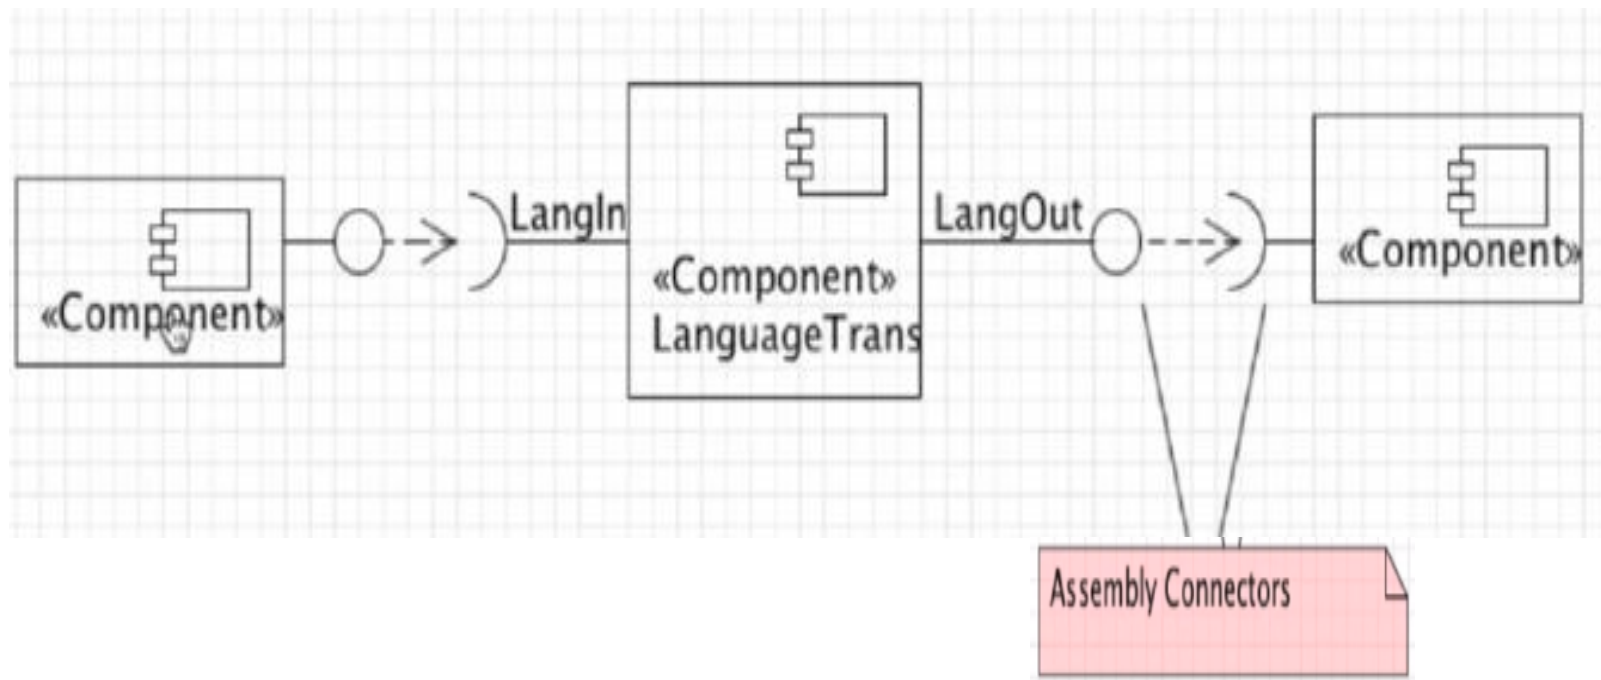 LangIn
LangOut
«Component»
«Component»
LanguageTrans
«Component»
Assembly Connectors